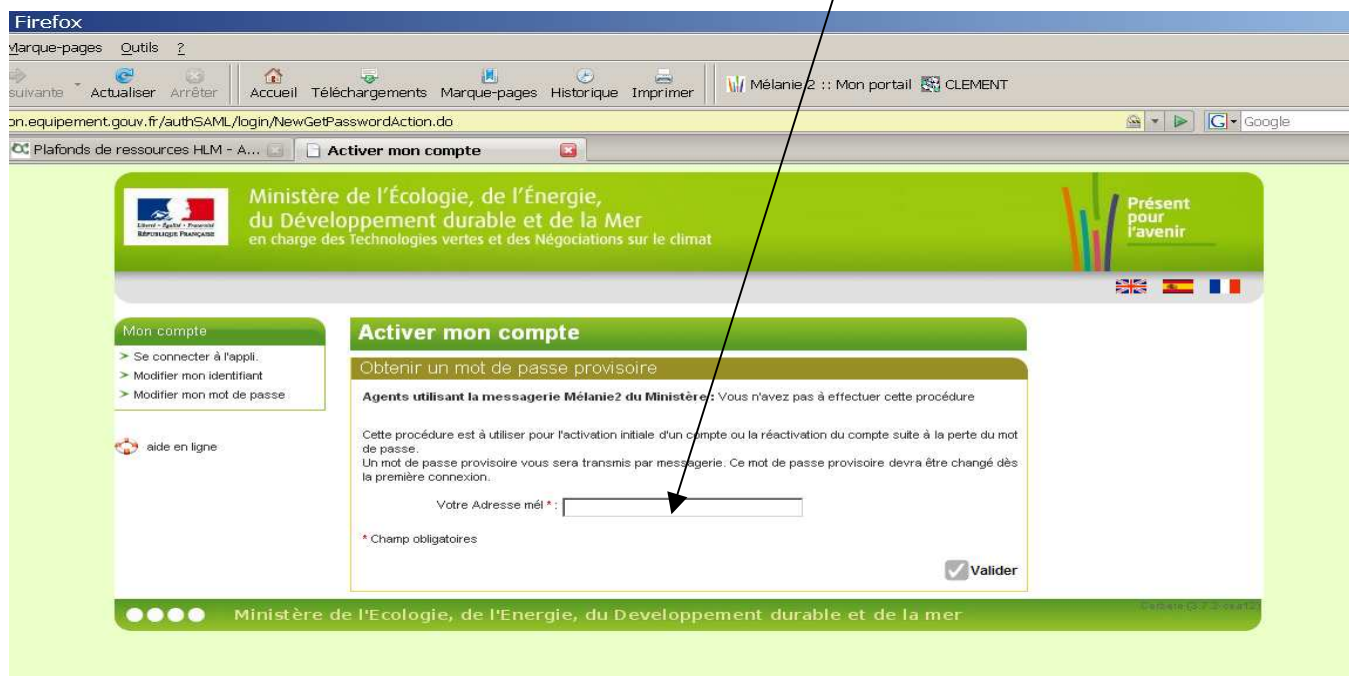 Firefox
Marque-pages Outils ?
suivante Actualiser Arrêter Accueil Téléchargements Marque-pages Historique Imprimer Mélanie 2 :: Mon portail CLEMENT
on.equipement.gouv.fr/authSAML/login/NewGetPasswordAction.do Google
Plafonds de ressources HLM - A... Activer mon compte
Ministère de l'Écologie, de l'Énergie,
du Développement durable et de la Mer
en charge des Technologies vertes et des Négociations sur le climat
Liberté • Égalité • Fraternité
RÉPUBLIQUE FRANÇAISE
Présent
pour
l'avenir
Mon compte
> Se connecter à l'appli.
> Modifier mon identifiant
> Modifier mon mot de passe
aide en ligne
Activer mon compte
Obtenir un mot de passe provisoire
Agents utilisant la messagerie Mélanie2 du Ministère : Vous n'avez pas à effectuer cette procédure
Cette procédure est à utiliser pour l'activation initiale d'un compte ou la réactivation du compte suite à la perte du mot
de passe.
Un mot de passe provisoire vous sera transmis par messagerie. Ce mot de passe provisoire devra être changé dès
la première connexion.
Votre Adresse mél * :
* Champ obligatoires
Valider
Ministère de l'Ecologie, de l'Energie, du Developpement durable et de la mer